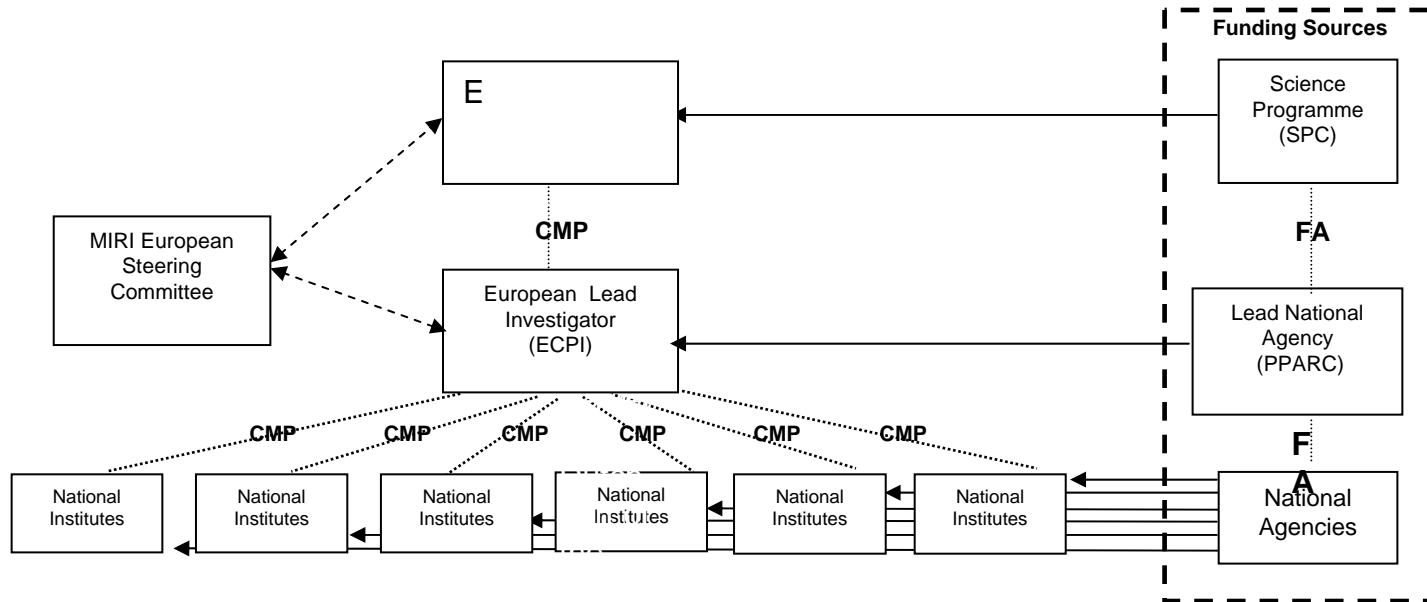 Funding Sources
E
Science
Programme
(SPC)
CMP
FA
MIRI European
Steering
Committee
European Lead
Investigator
(ECPI)
Lead National
Agency
(PPARC)
CMP CMP CMP CMP CMP CMP
F
A
National
Institutes
National
Institutes
National
Institutes
National
Institutes
National
Institutes
National
Institutes
National
Agencies